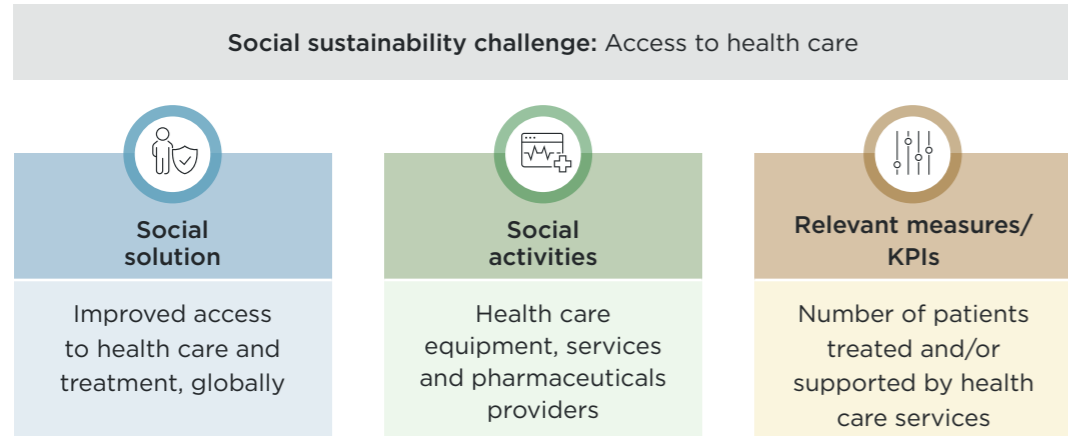 Social sustainability challenge: Access to health care
Social
solution
Improved access
to health care and
treatment, globally
Social
activities
Health care
equipment, services
and pharmaceuticals
providers
Relevant measures/
KPIs
Number of patients
treated and/or
supported by health
care services